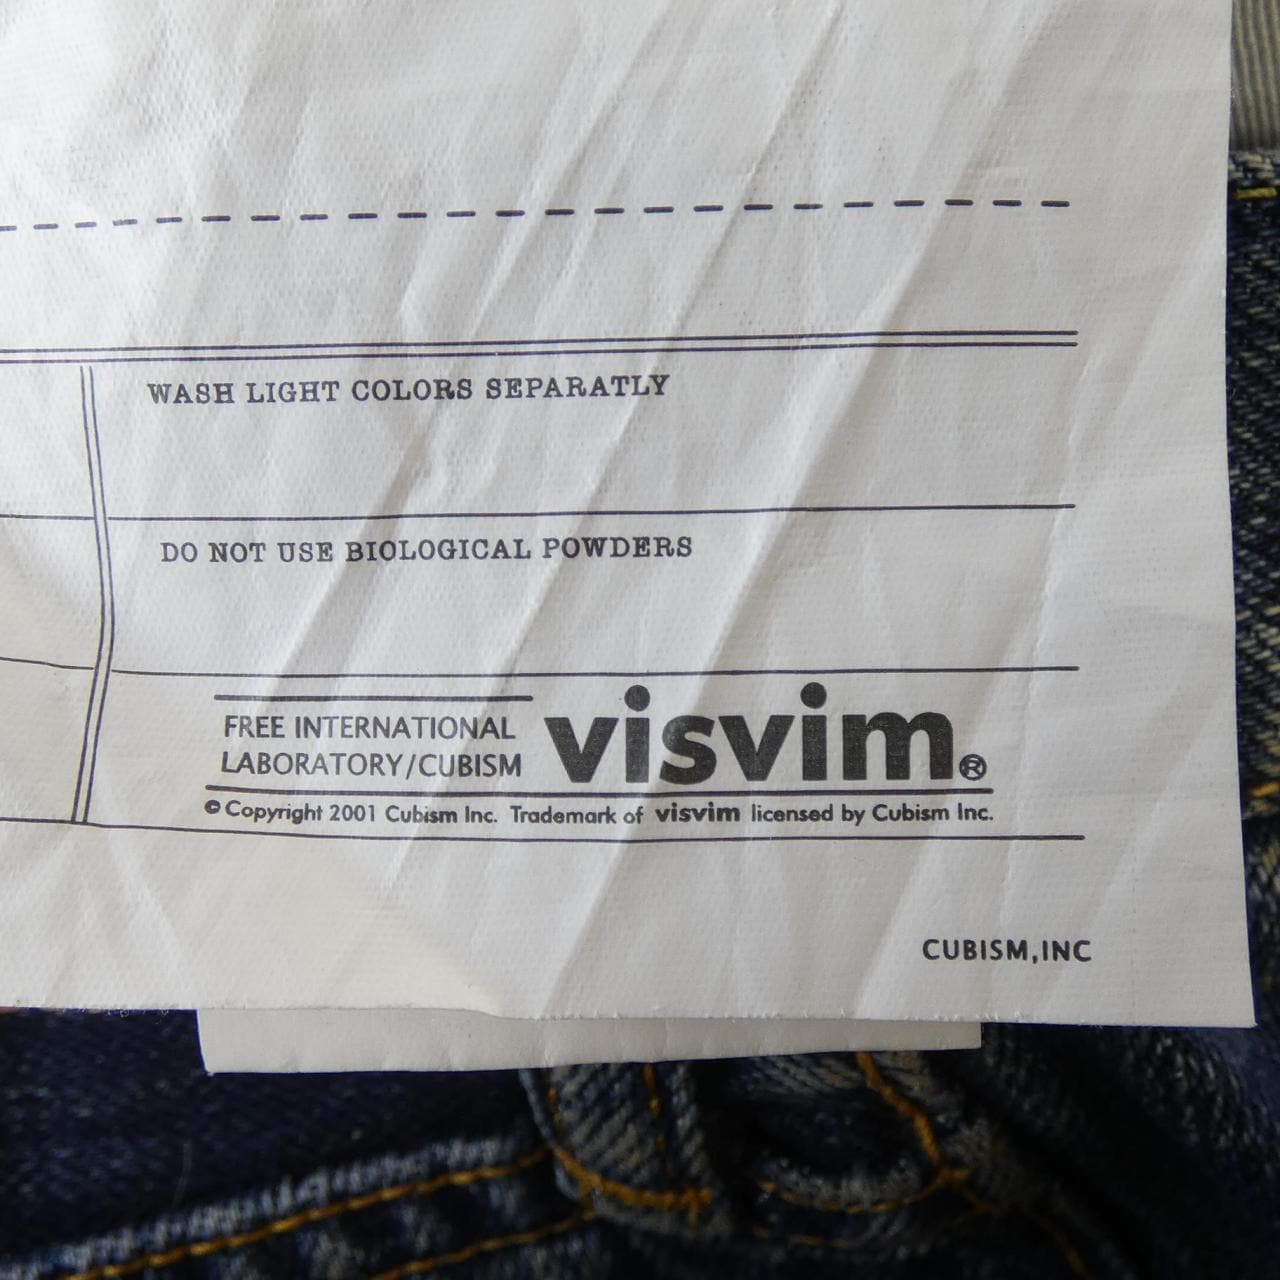 WASH LIGHT COLORS SEPARATLY
DO NOT USE BIOLOGICAL POWDERS
FREE INTERNATIONAL
LABORATORY/CUBISM
visvim®
© Copyright 2001 Cubism Inc. Trademark of visvim licensed by Cubism Inc.
CUBISM,INC